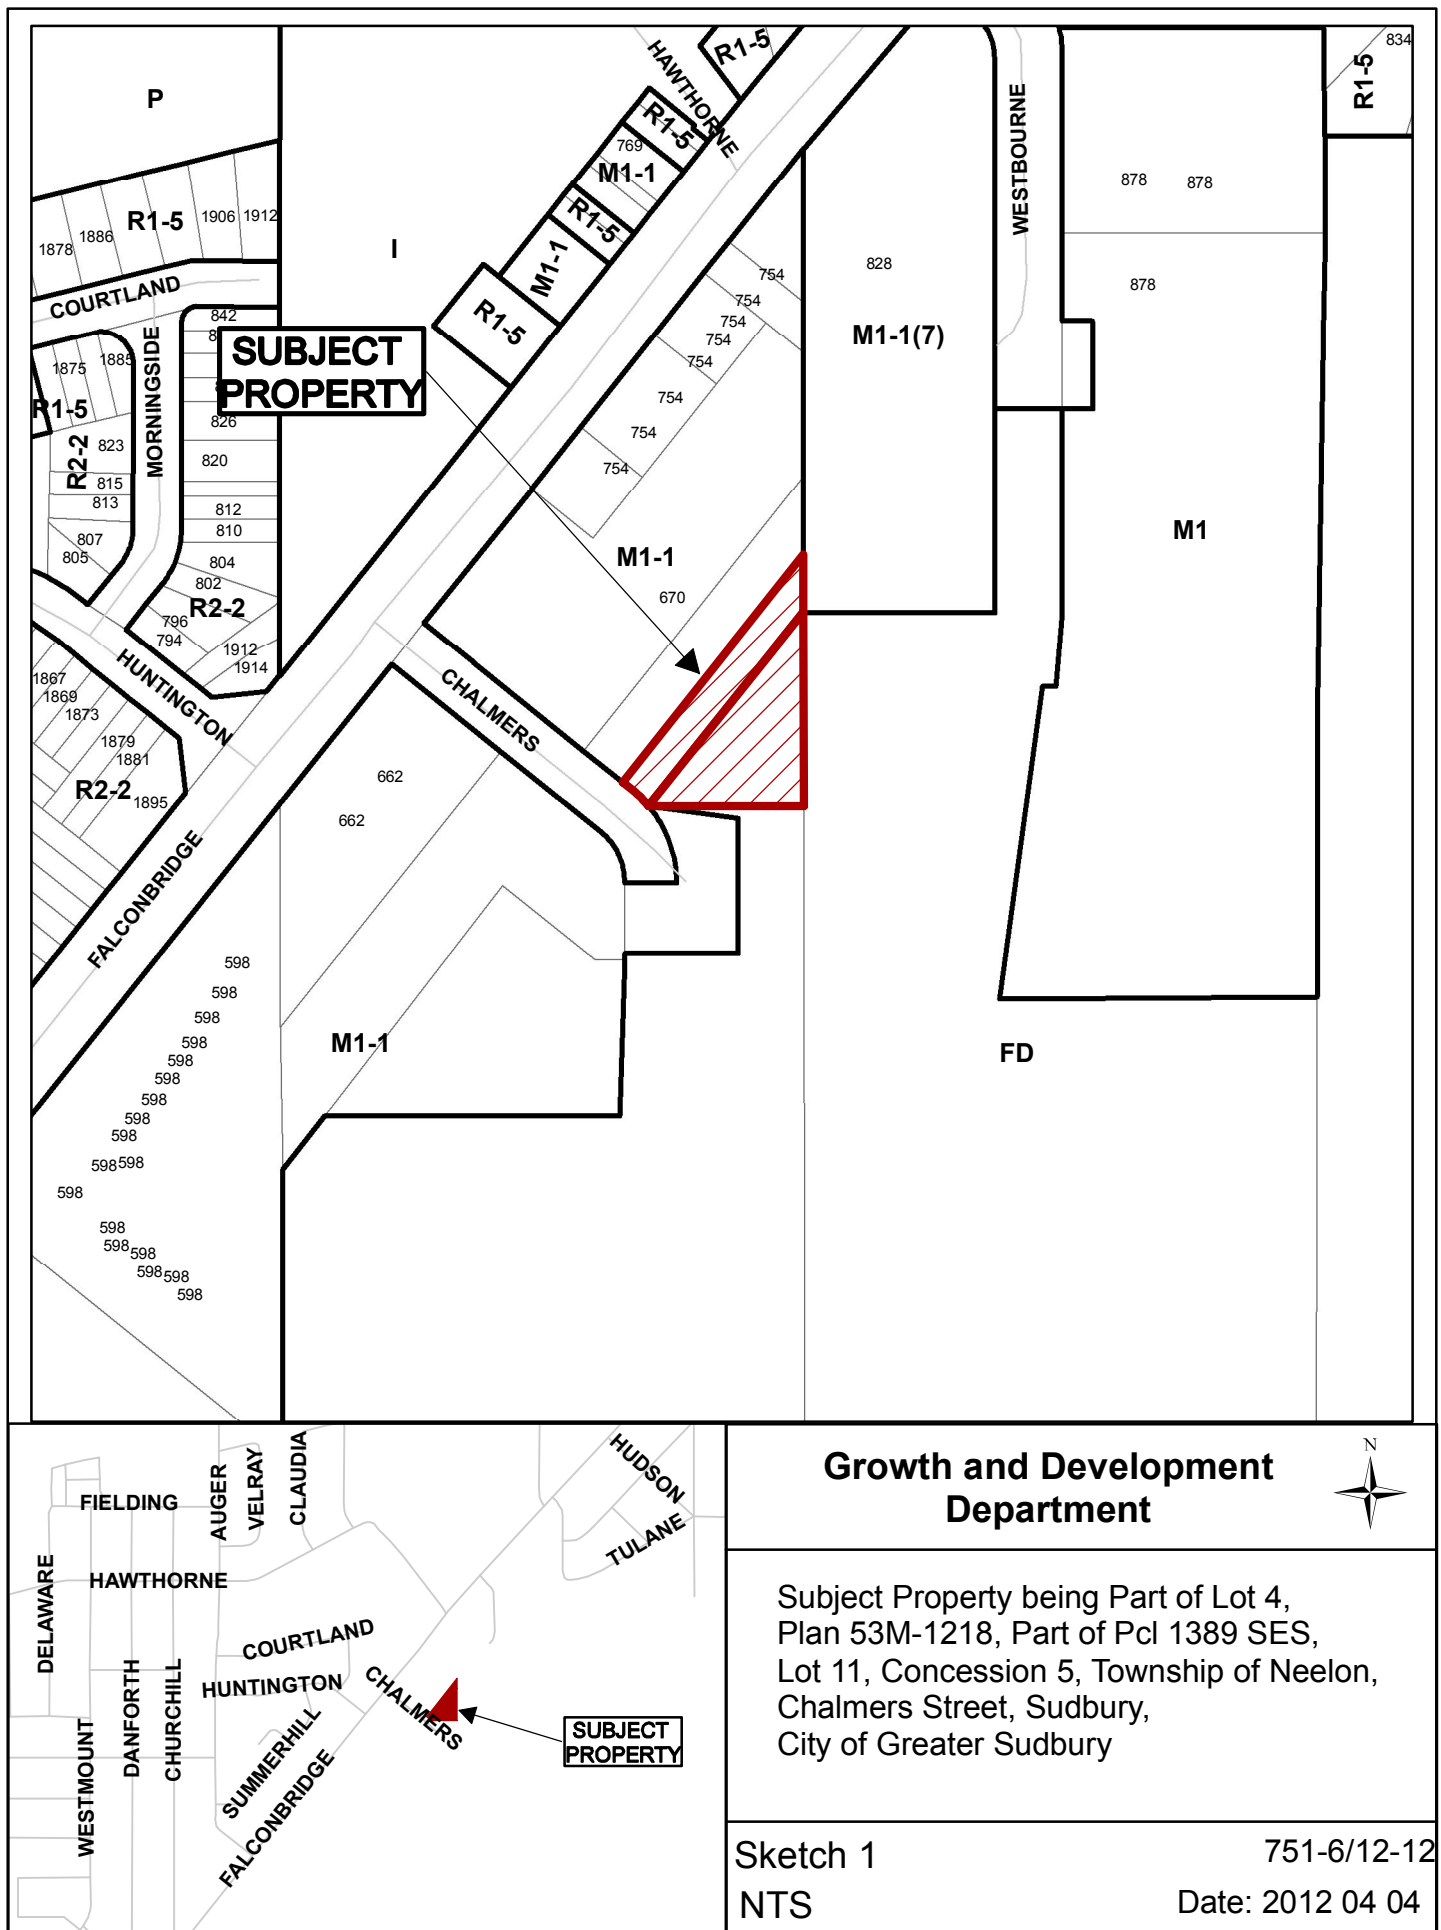 P
I
R1-5
HAWTHORNE
R1-5
769
M1-1
R1-5
M1-1
R1-5
WESTBOURNE
834
R1-5
878 878
878
828
M1-1(7)
M1
1878 1886 R1-5 1906 1912
COURTLAND
MORNINGSIDE
842
SUBJECT
PROPERTY
826
820
812
810
804
802
R2-2
796
794
1912
1914
1875 1885
R1-5
R2-2
823
815
813
807
805
754
754
754
754
754
754
754
754
M1-1
670
HUNTINGTON
CHALMERS
1867
1869
1873
1879
1881
R2-2 1895
FALCONBRIDGE
662
662
598
598
598
598
598
598
598
598
598
598 598
598
598
598 598
598 598
598
M1-1
FD
FIELDING
AUGER
VELRAY
CLAUDIA
HUDSON
TULANE
DELAWARE
HAWTHORNE
COURTLAND
HUNTINGTON
CHALMERS
DANFORTH
CHURCHILL
WESTMOUNT
SUMMERHILL
FALCONBRIDGE
SUBJECT
PROPERTY
Growth and Development
Department
N
Subject Property being Part of Lot 4,
Plan 53M-1218, Part of Pcl 1389 SES,
Lot 11, Concession 5, Township of Neelon,
Chalmers Street, Sudbury,
City of Greater Sudbury
Sketch 1
751-6/12-12
NTS
Date: 2012 04 04